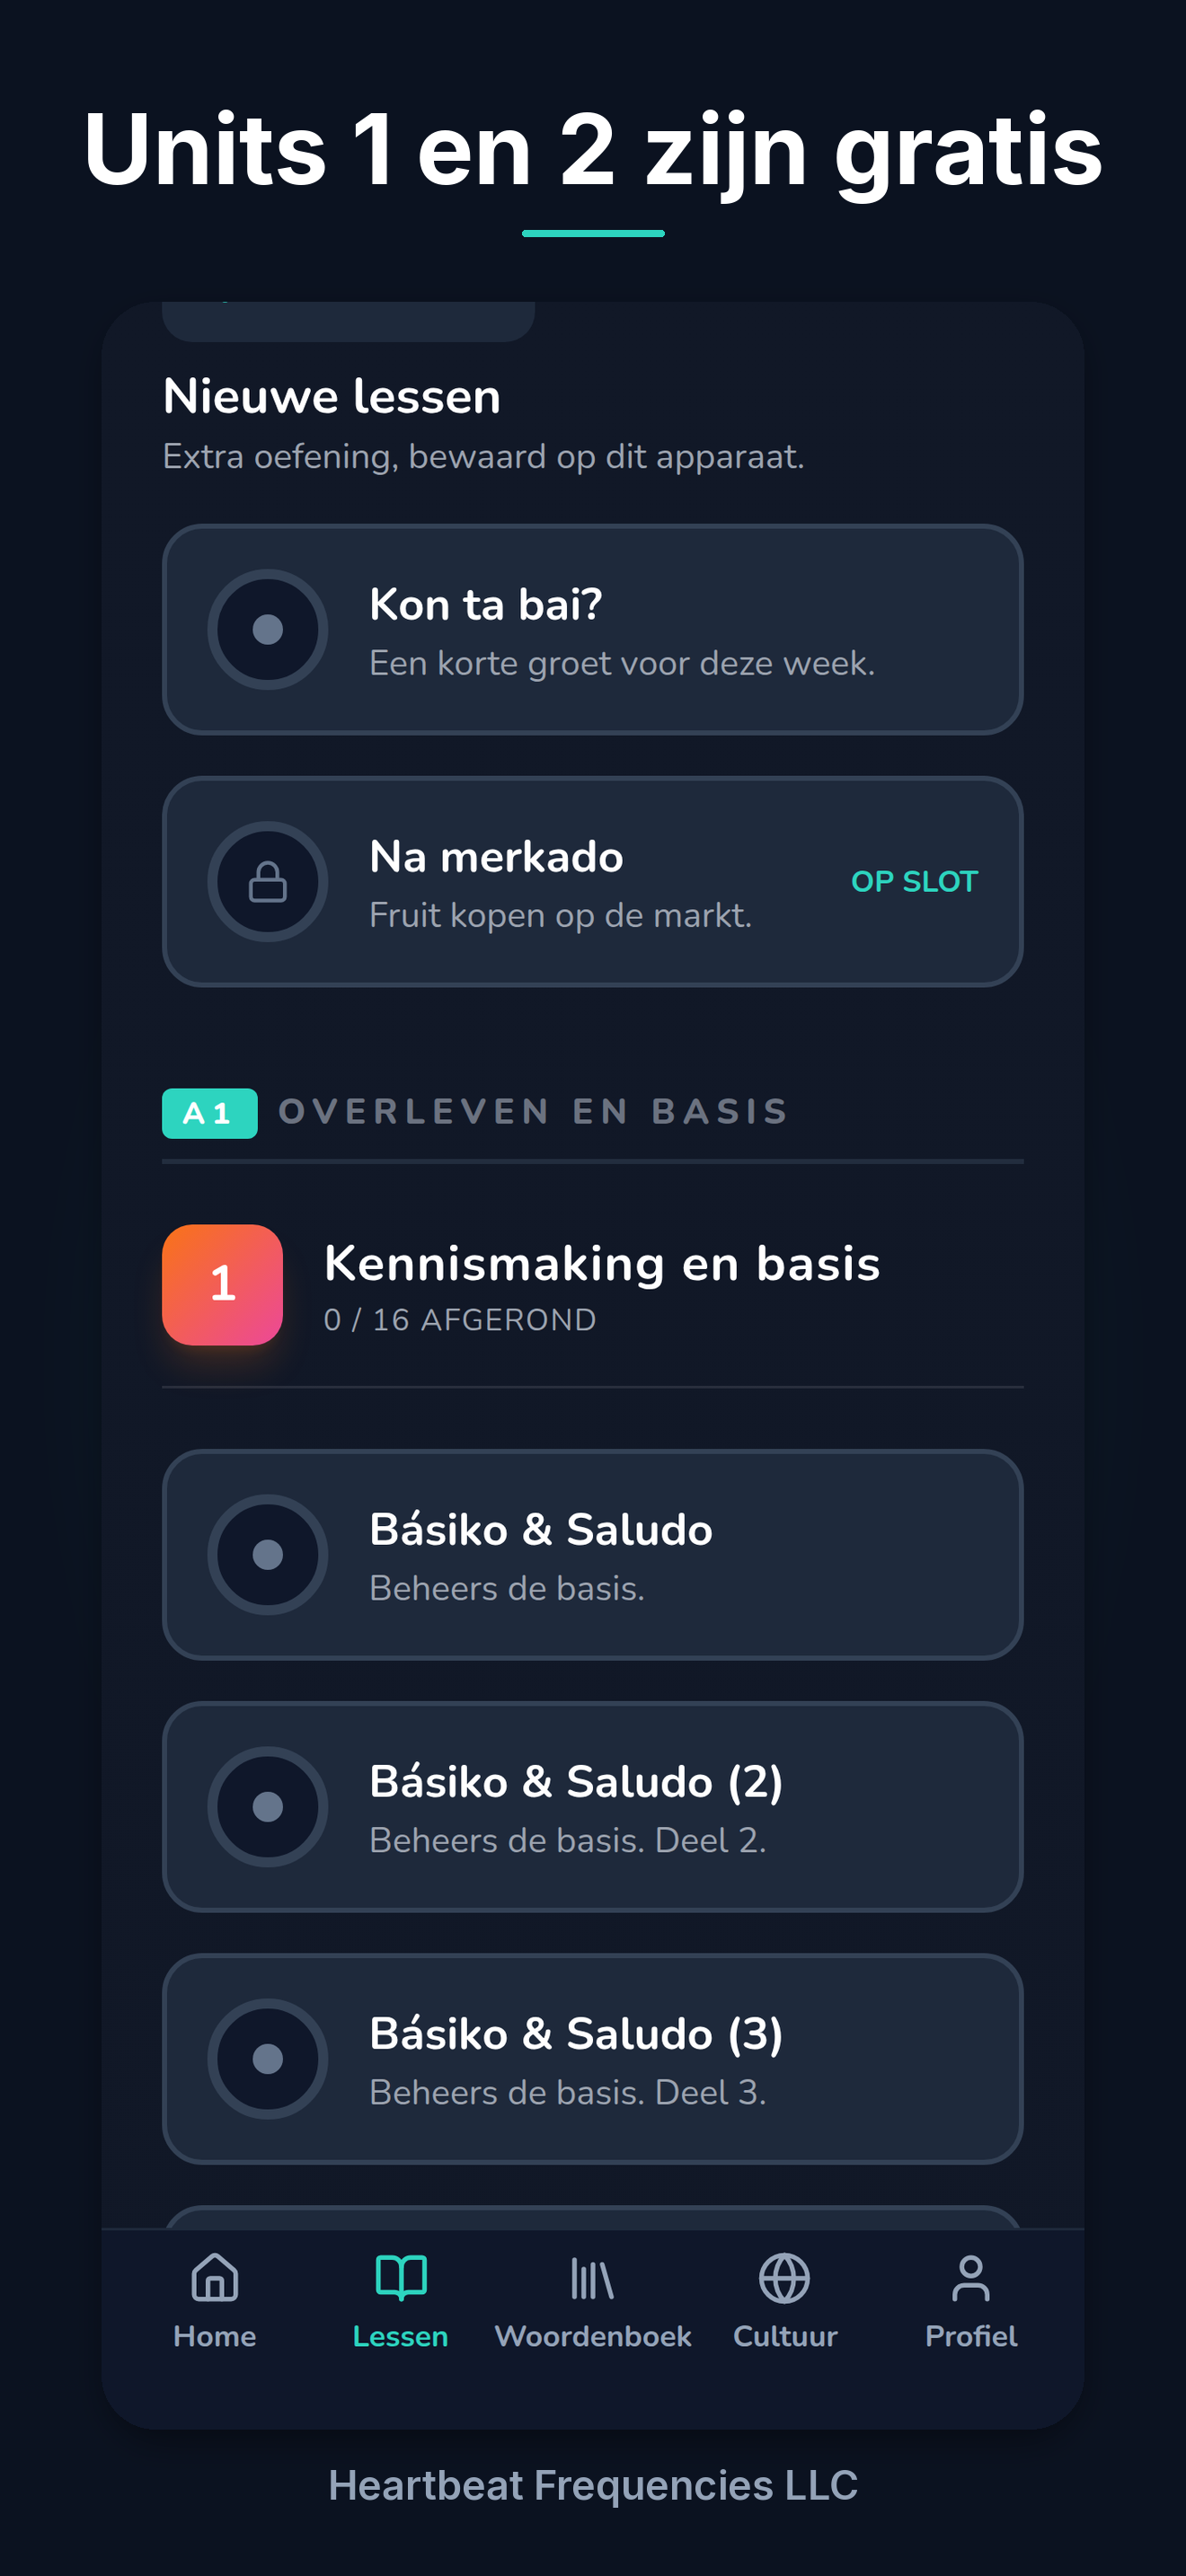 Units 1 en 2 zijn gratis
Nieuwe lessen
Extra oefening, bewaard op dit apparaat.
Kon ta bai?
Een korte groet voor deze week.
Na merkado
Fruit kopen op de markt.
OP SLOT
A1 OVERLEVEN EN BASIS
1
Kennismaking en basis
0 / 16 AFGEROND
Básiko & Saludo
Beheers de basis.
Básiko & Saludo (2)
Beheers de basis. Deel 2.
Básiko & Saludo (3)
Beheers de basis. Deel 3.
Home Lessen Woordenboek Cultuur Profiel
Heartbeat Frequencies LLC